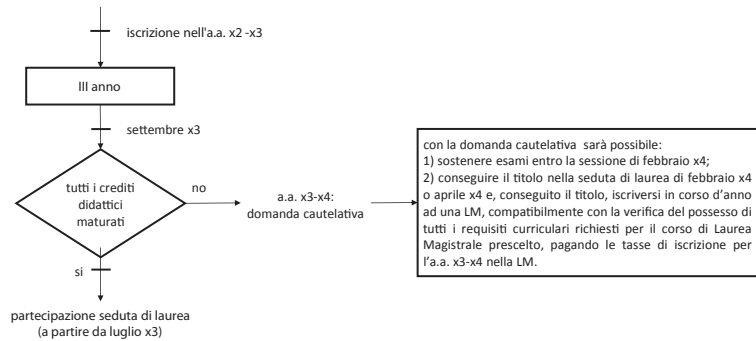 iscrizione nell'a.a. x2 -x3
III anno
settembre x3
tutti i crediti
didattici
maturati
no
a.a. x3-x4:
domanda cautelativa
con la domanda cautelativa sarà possibile:
1) sostenere esami entro la sessione di febbraio x4;
2) conseguire il titolo nella seduta di laurea di febbraio x4
o aprile x4 e, conseguito il titolo, iscriversi in corso d'anno
ad una LM, compatibilmente con la verifica del possesso di
tutti i requisiti curriculari richiesti per il corso di Laurea
Magistrale prescelto, pagando le tasse di iscrizione per
l'a.a. x3-x4 nella LM.
si
partecipazione seduta di laurea
(a partire da luglio x3)